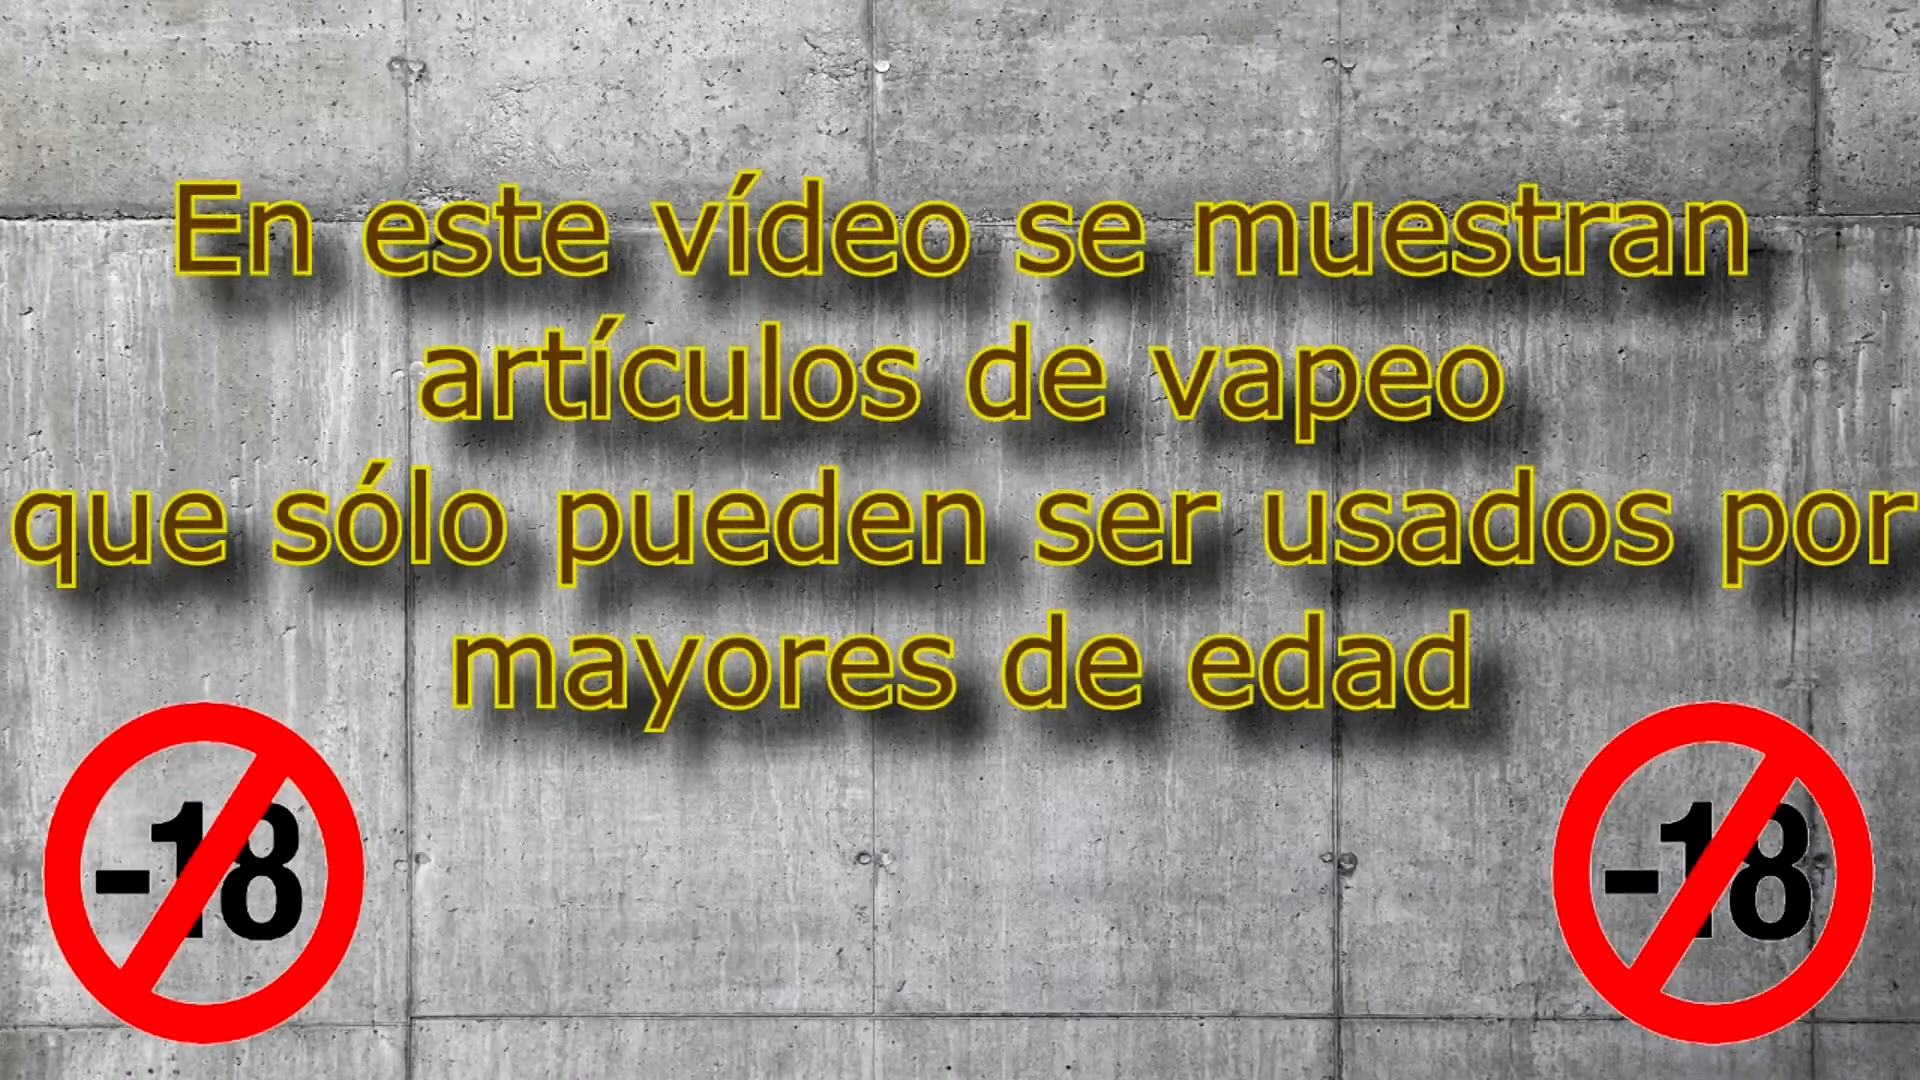 En este vídeo se muestran
artículos de vapeo
que sólo pueden ser usados por
mayores de edad
-18 -18